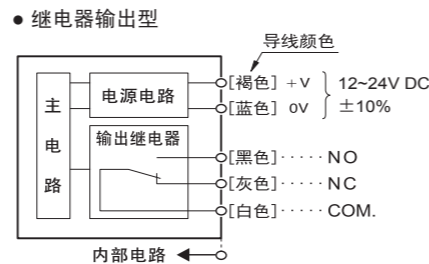 ● 继电器输出型
导线颜色
[褐色] +V
12~24V DC
[蓝色] 0V
±10%
电源电路
主电路
输出继电器
[黑色]·····NO
[灰色]·····NC
[白色]·····COM.
内部电路